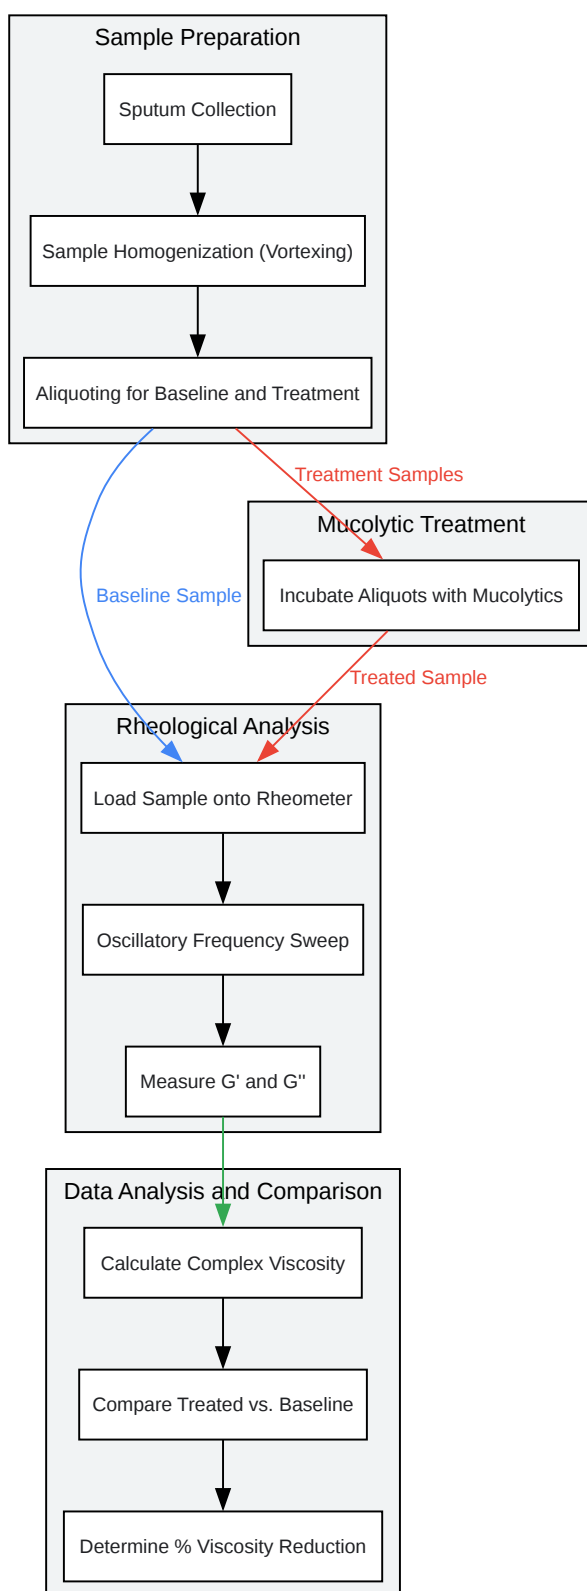 Sample Preparation
Sputum Collection
Sample Homogenization (Vortexing)
Aliquoting for Baseline and Treatment
Treatment Samples
Mucolytic Treatment
Incubate Aliquots with Mucolytics
Baseline Sample
Treated Sample
Rheological Analysis
Load Sample onto Rheometer
Oscillatory Frequency Sweep
Measure G' and G''
Data Analysis and Comparison
Calculate Complex Viscosity
Compare Treated vs. Baseline
Determine % Viscosity Reduction